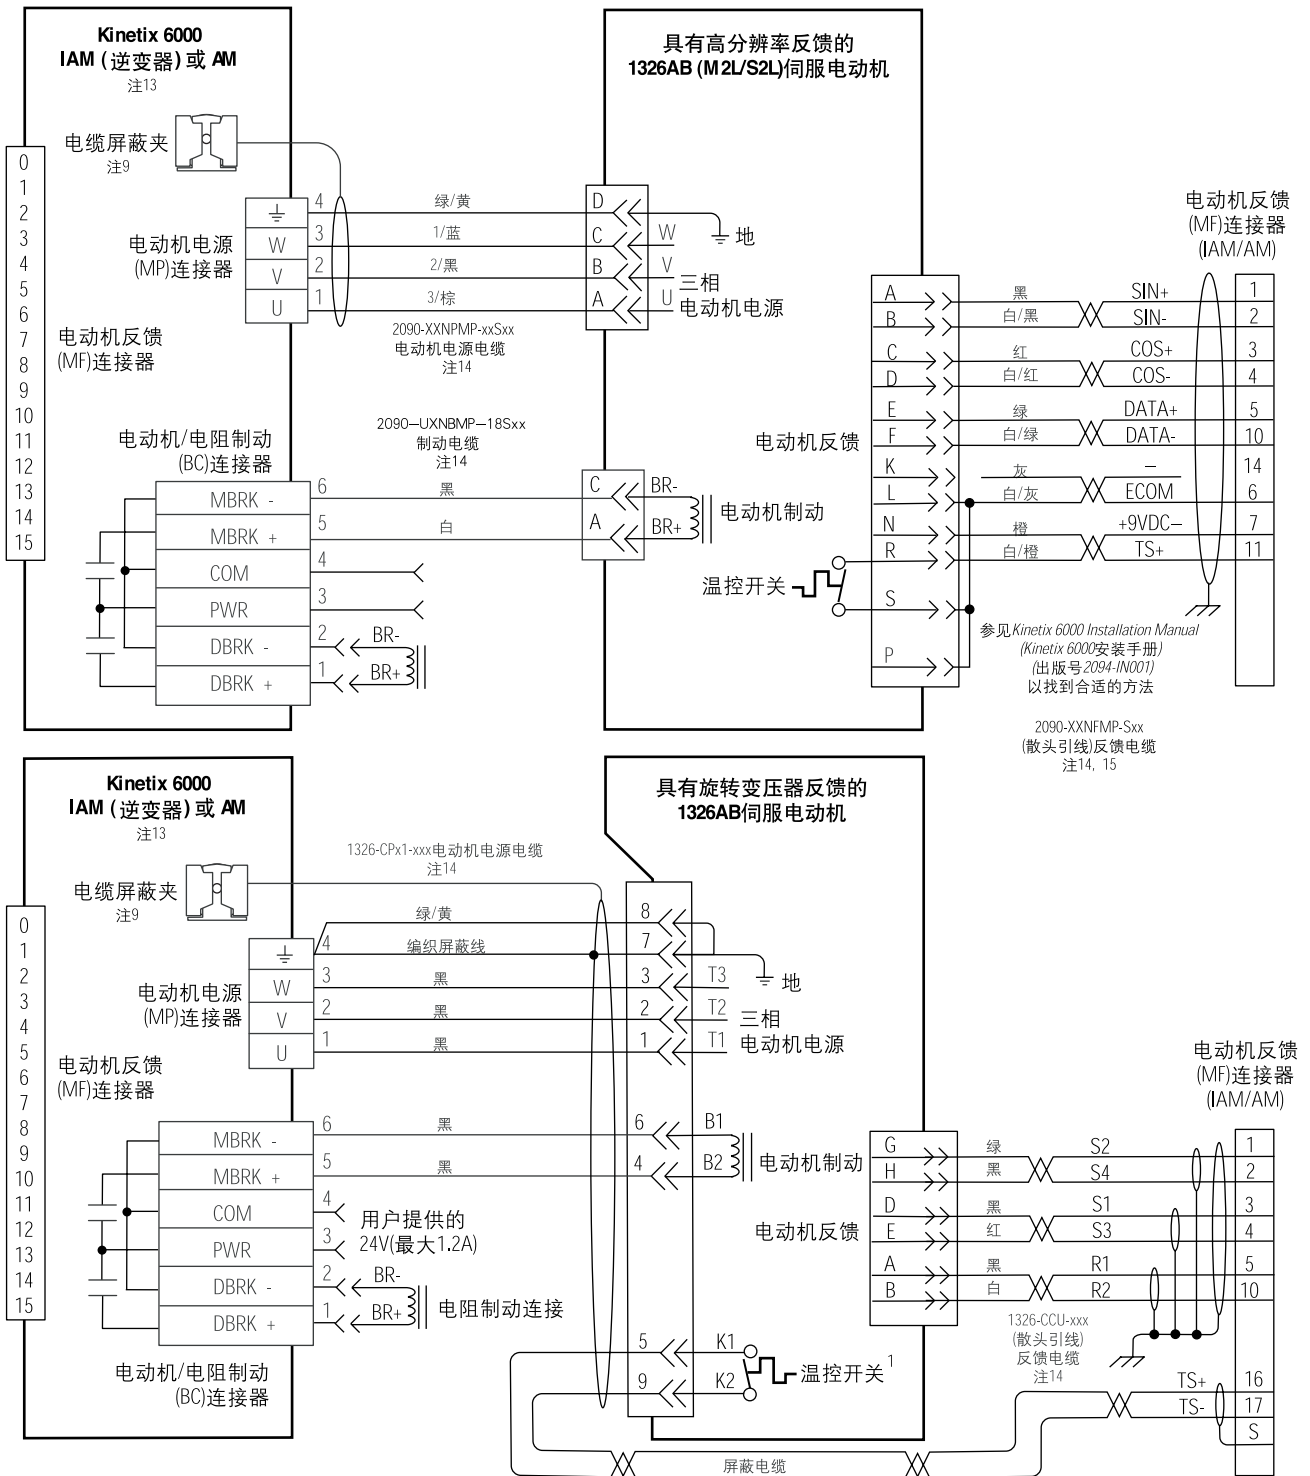 Kinetix 6000
IAM (逆变器) 或 AM
注13
电缆屏蔽夹
注9
0
1
2
3
4
5
6
7
8
9
10
11
12
13
14
15
电动机电源
(MP)连接器
W
V
U
4
3
2
1
绿/黄
1/蓝
2/黑
3/棕
2090-XXNPMP-xxSxx
电动机电源电缆
注14
电动机反馈
(MF)连接器
电动机/电阻制动
(BC)连接器
MBRK -
MBRK +
COM
PWR
DBRK -
DBRK +
6
5
4
3
2
1
BR-
BR+
2090-UXNBMP-18Sxx
制动电缆
注14
黑
白
具有高分辨率反馈的
1326AB (M2L/S2L)伺服电动机
D
C
B
A
W
V
U
地
三相
电动机电源
C
A
BR-
BR+
电动机制动
电动机反馈
温控开关
A
B
C
D
E
F
K
L
N
R
S
P
黑
白/黑
红
白/红
绿
白/绿
灰
白/灰
橙
白/橙
SIN+
SIN-
COS+
COS-
DATA+
DATA-
–
ECOM
+9VDC–
TS+
电动机反馈
(MF)连接器
(IAM/AM)
1
2
3
4
5
10
14
6
7
11
参见Kinetix 6000 Installation Manual
(Kinetix 6000安装手册)
(出版号2094-IN001)
以找到合适的方法
2090-XXNFMP-Sxx
(散头引线)反馈电缆
注14, 15
Kinetix 6000
IAM (逆变器) 或 AM
注13
电缆屏蔽夹
注9
0
1
2
3
4
5
6
7
8
9
10
11
12
13
14
15
电动机电源
(MP)连接器
W
V
U
4
3
2
1
1326-CPx1-xxx电动机电源电缆
注14
绿/黄
编织屏蔽线
黑
黑
黑
电动机反馈
(MF)连接器
MBRK -
MBRK +
COM
PWR
DBRK -
DBRK +
6
5
4
3
2
1
黑
黑
用户提供的
24V(最大1.2A)
BR-
BR+
电阻制动连接
电动机/电阻制动
(BC)连接器
具有旋转变压器反馈的
1326AB伺服电动机
8
7
3
2
1
T3
T2
T1
地
三相
电动机电源
6
4
B1
B2
电动机制动
5
9
K1
K2
温控开关1
电动机反馈
G
H
D
E
A
B
绿
黑
黑
红
黑
白
S2
S4
S1
S3
R1
R2
电动机反馈
(MF)连接器
(IAM/AM)
1
2
3
4
5
10
1326-CCU-xxx
(散头引线)
反馈电缆
注14
TS+
TS-
16
17
S
屏蔽电缆